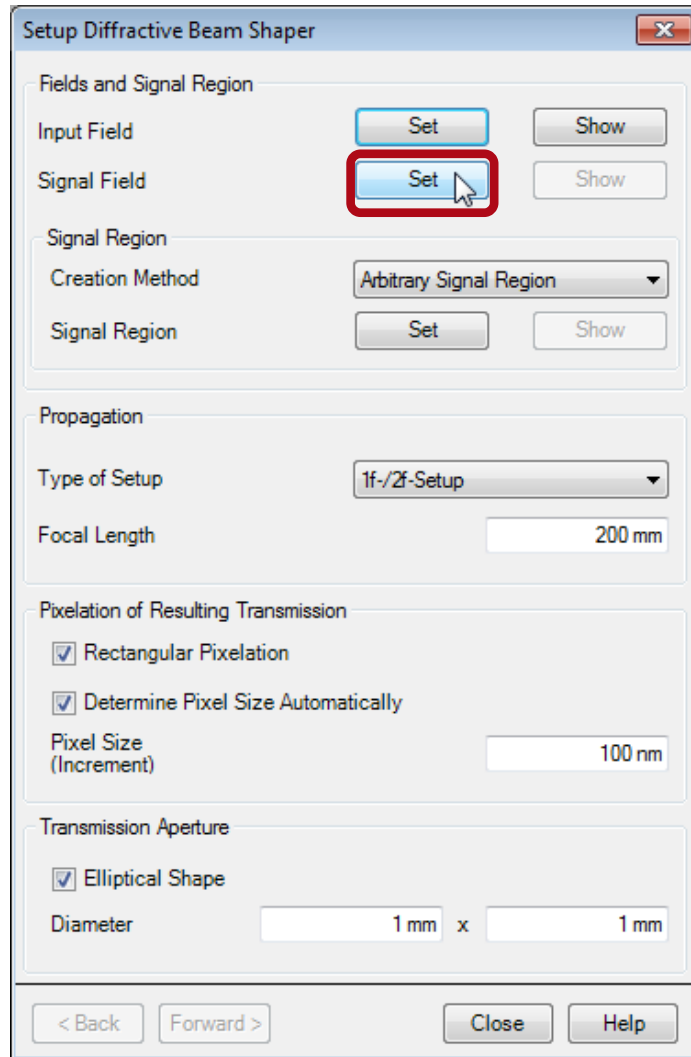 Setup Diffractive Beam Shaper
Fields and Signal Region
Input Field Set Show
Signal Field Set Show
Signal Region
Creation Method Arbitrary Signal Region
Signal Region Set Show
Propagation
Type of Setup 1f-/2f-Setup
Focal Length 200 mm
Pixelation of Resulting Transmission
Rectangular Pixelation
Determine Pixel Size Automatically
Pixel Size
(Increment) 100 nm
Transmission Aperture
Elliptical Shape
Diameter 1 mm x 1 mm
< Back Forward > Close Help